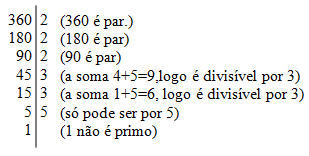 360 2 (360 é par.)
180 2 (180 é par)
90 2 (90 é par)
45 3 (a soma 4+5=9,logo é divisível por 3)
15 3 (a soma 1+5=6, logo é divisível por 3)
5 5 (só pode ser por 5)
1 (1 não é primo)